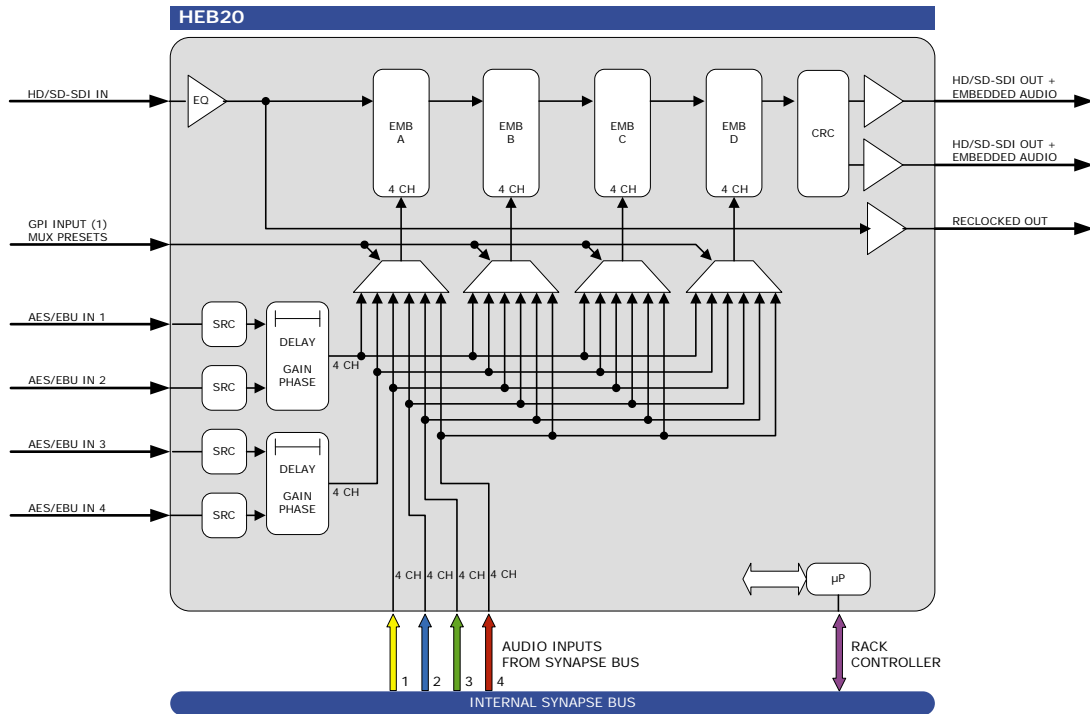 HEB20
HD/SD-SDI IN
EQ
EMB
A
4 CH
EMB
B
4 CH
EMB
C
4 CH
EMB
D
4 CH
CRC
HD/SD-SDI OUT +
EMBEDDED AUDIO
HD/SD-SDI OUT +
EMBEDDED AUDIO
RECLOCKED OUT
GPI INPUT (1)
MUX PRESETS
AES/EBU IN 1
SRC
DELAY
GAIN
PHASE
4 CH
AES/EBU IN 2
SRC
AES/EBU IN 3
SRC
DELAY
GAIN
PHASE
4 CH
AES/EBU IN 4
SRC
4 CH 4 CH 4 CH 4 CH
µP
AUDIO INPUTS
FROM SYNAPSE BUS
1 2 3 4
RACK
CONTROLLER
INTERNAL SYNAPSE BUS